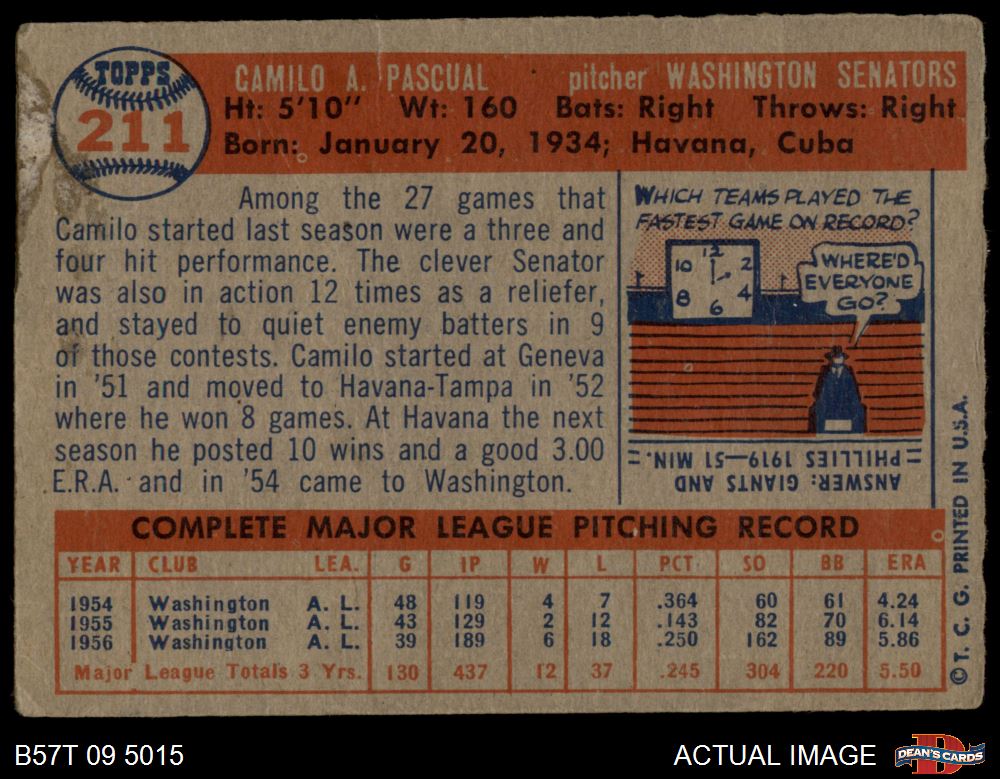 TOPPS
211
CAMILO A. PASCUAL pitcher WASHINGTON SENATORS
Ht: 5'10" Wt: 160 Bats: Right Throws: Right
Born: January 20, 1934; Havana, Cuba
Among the 27 games that
Camilo started last season were a three and
four hit performance. The clever Senator
was also in action 12 times as a reliefer,
and stayed to quiet enemy batters in 9
of those contests. Camilo started at Geneva
in '51 and moved to Havana-Tampa in '52
where he won 8 games. At Havana the next
season he posted 10 wins and a good 3.00
E.R.A. and in '54 came to Washington.
WHICH TEAMS PLAYED THE
FASTEST GAME ON RECORD?
12
10 2
8 4
6
WHERE'D
EVERYONE
GO?
ANSWER: GIANTS AND
PHILLIES 1919-51 MIN.
COMPLETE MAJOR LEAGUE PITCHING RECORD
YEAR CLUB LEA. G IP W L PCT. SO BB ERA
1954 Washington A. L. 48 119 4 7 .364 60 61 4.24
1955 Washington A. L. 43 129 2 12 .143 82 70 6.14
1956 Washington A. L. 39 189 6 18 .250 162 89 5.86
Major League Totals 3 Yrs. 130 437 12 37 .245 304 220 5.50
© T. C. G. PRINTED IN U.S.A.
B57T 09 5015 ACTUAL IMAGE
D
DEAN'S CARDS